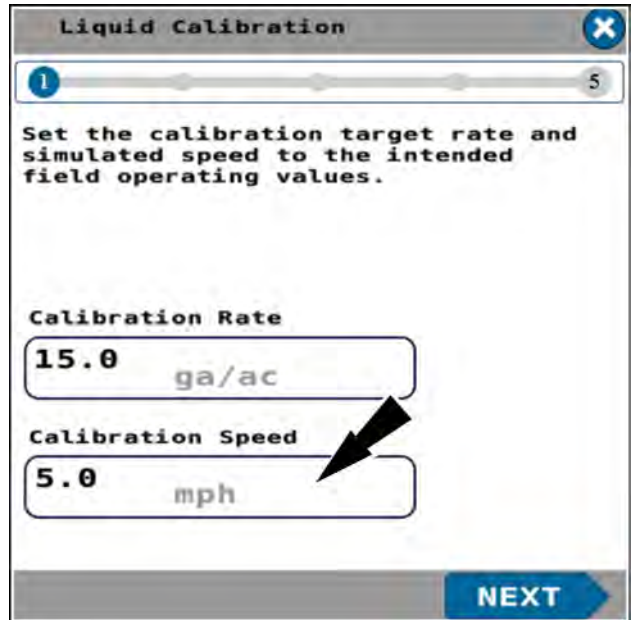 Liquid Calibration
1 5
Set the calibration target rate and
simulated speed to the intended
field operating values.
Calibration Rate
15.0 ga/ac
Calibration Speed
5.0 mph
NEXT